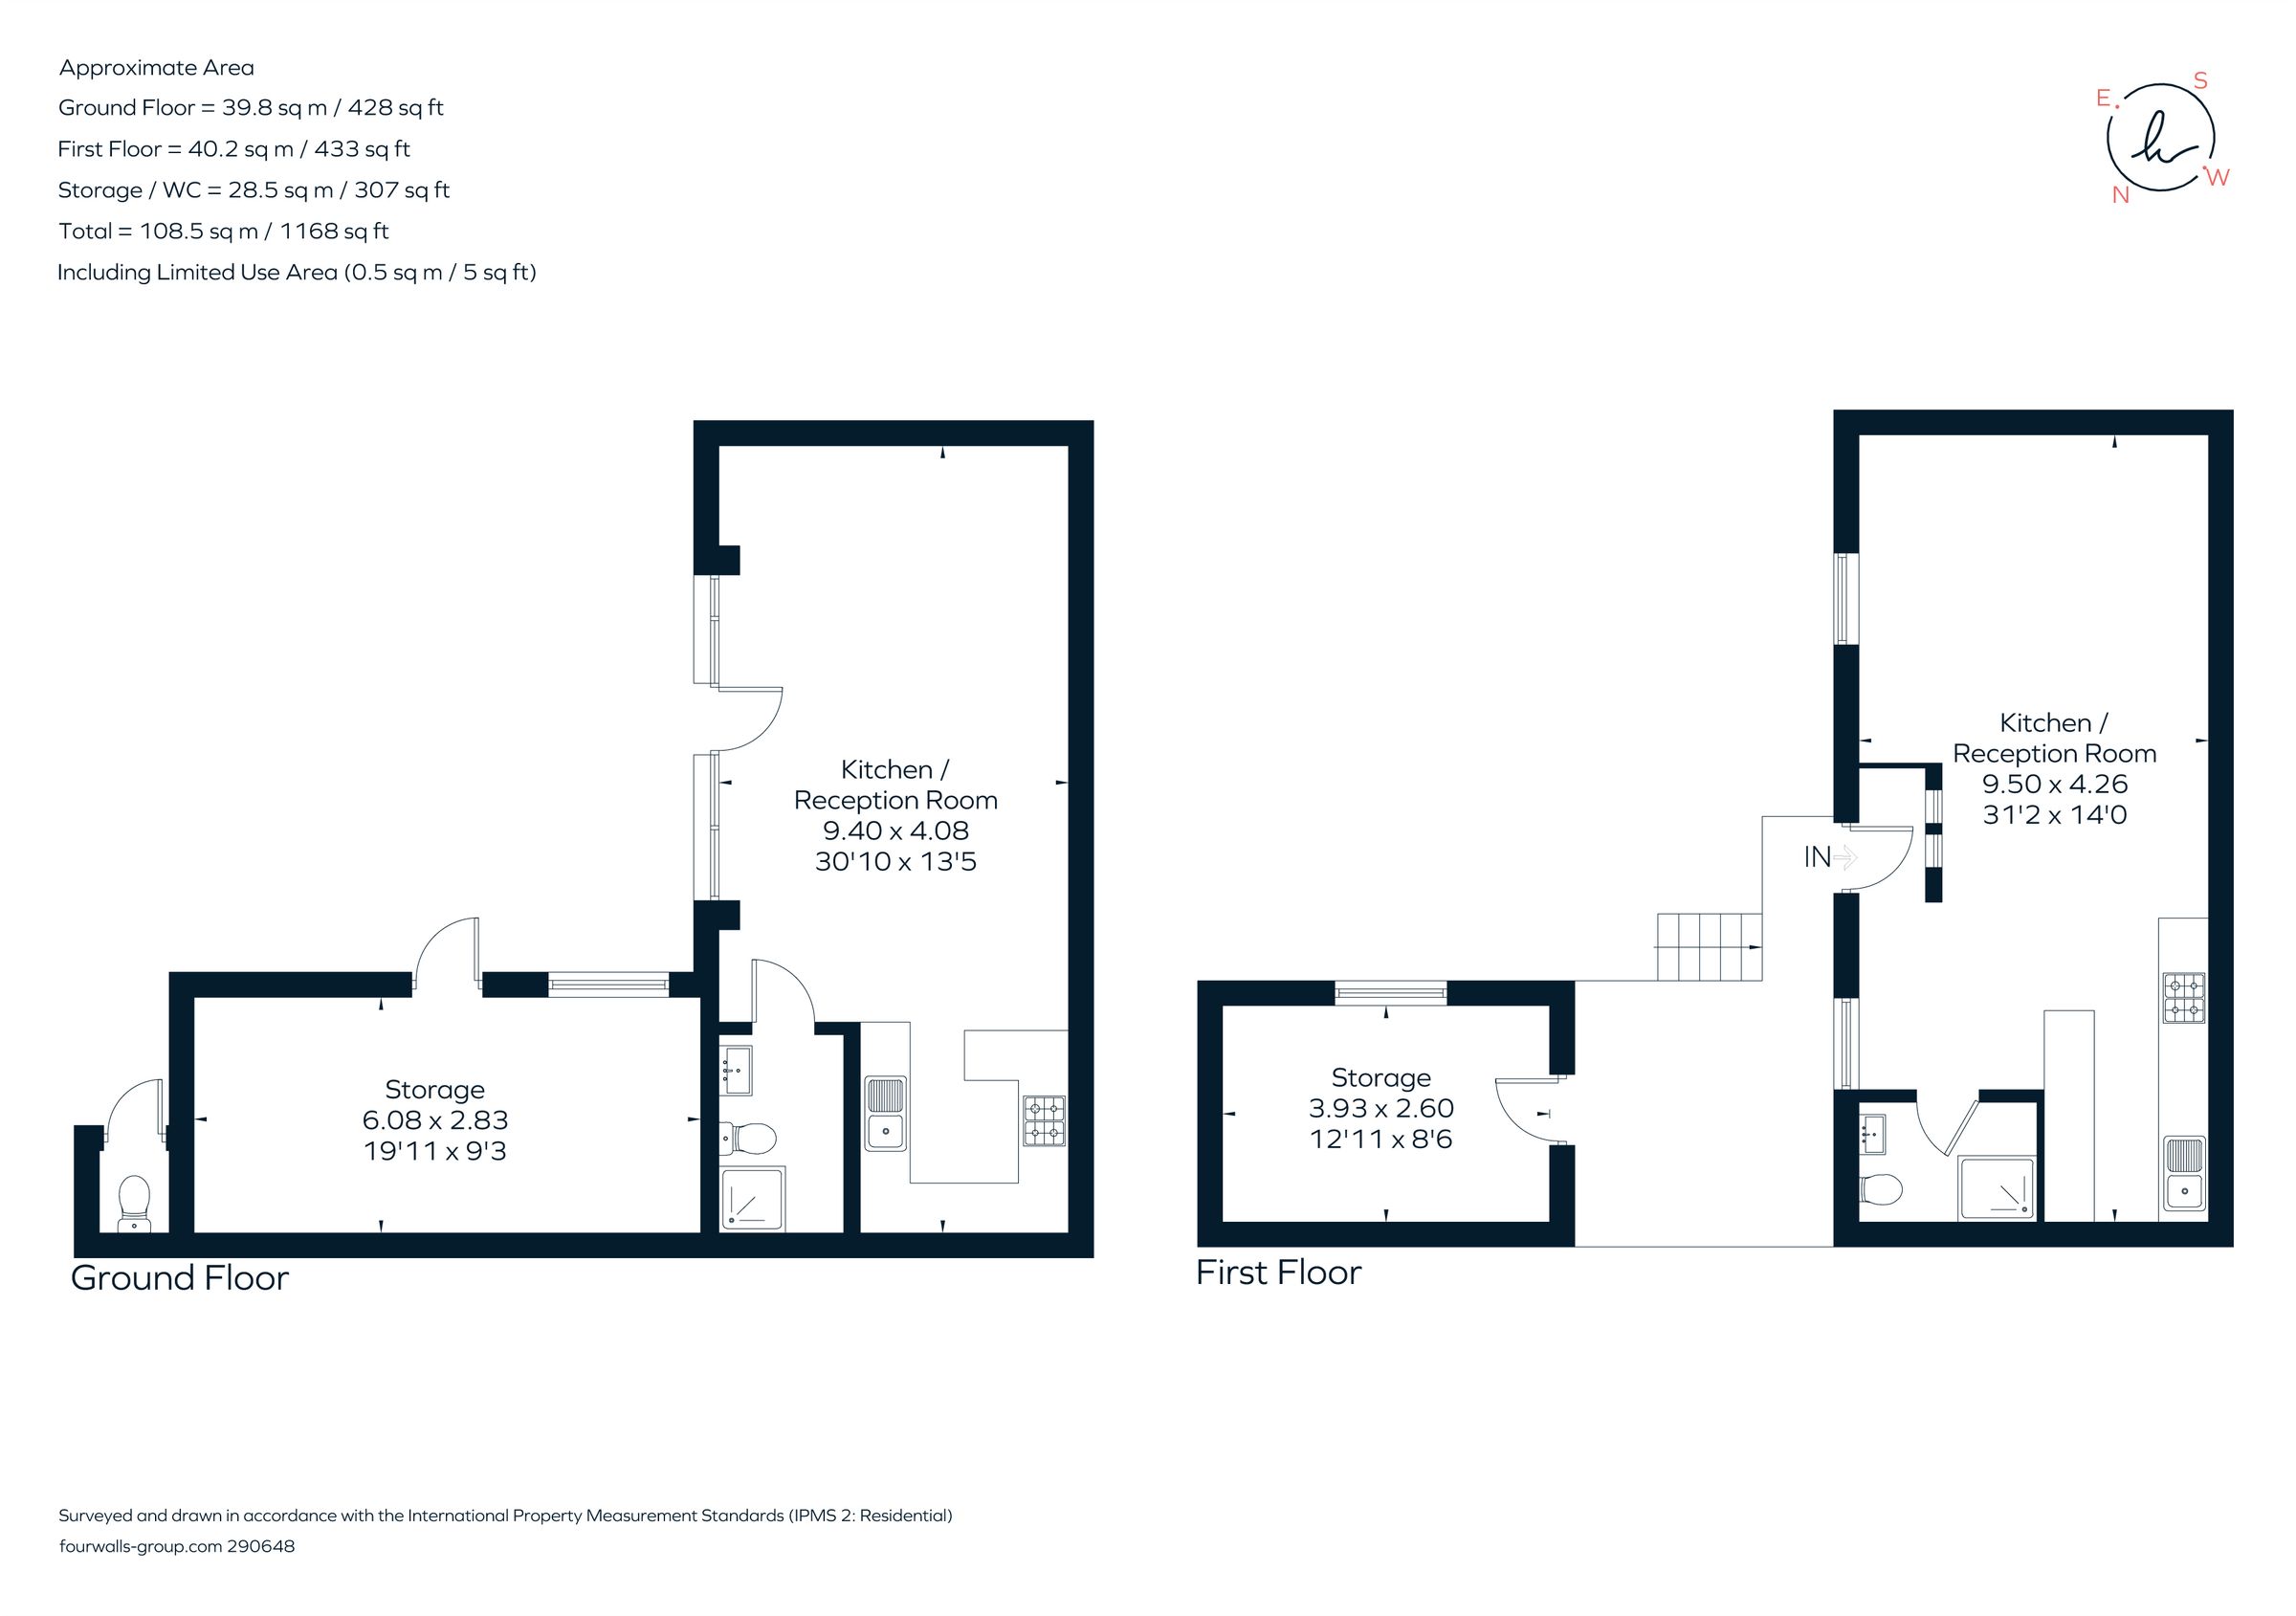 Approximate Area
Ground Floor = 39.8 sq m / 428 sq ft
First Floor = 40.2 sq m / 433 sq ft
Storage / WC = 28.5 sq m / 307 sq ft
Total = 108.5 sq m / 1168 sq ft
Including Limited Use Area (0.5 sq m / 5 sq ft)
S
E
W
N
h
Kitchen /
Reception Room
9.40 x 4.08
30'10 x 13'5
Storage
6.08 x 2.83
19'11 x 9'3
Ground Floor
Kitchen /
Reception Room
9.50 x 4.26
31'2 x 14'0
IN
Storage
3.93 x 2.60
12'11 x 8'6
First Floor
Surveyed and drawn in accordance with the International Property Measurement Standards (IPMS 2: Residential)
fourwalls-group.com 290648